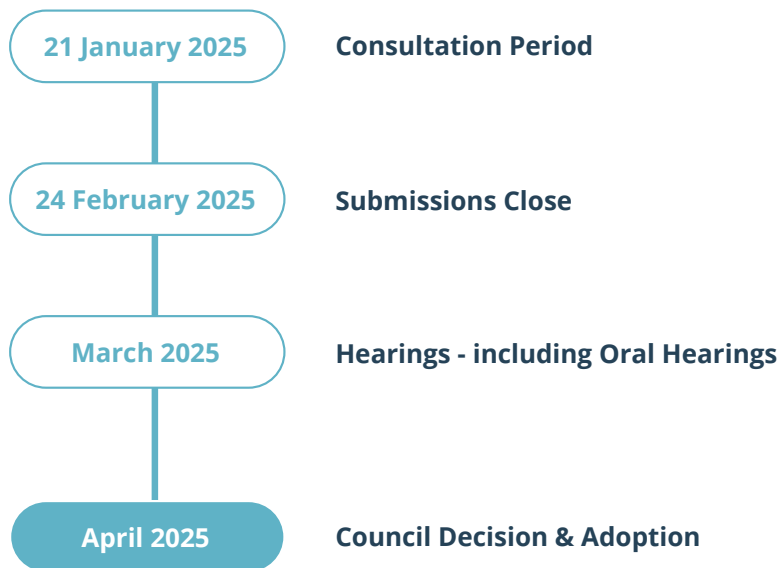 21 January 2025 Consultation Period
24 February 2025 Submissions Close
March 2025 Hearings - including Oral Hearings
April 2025 Council Decision & Adoption